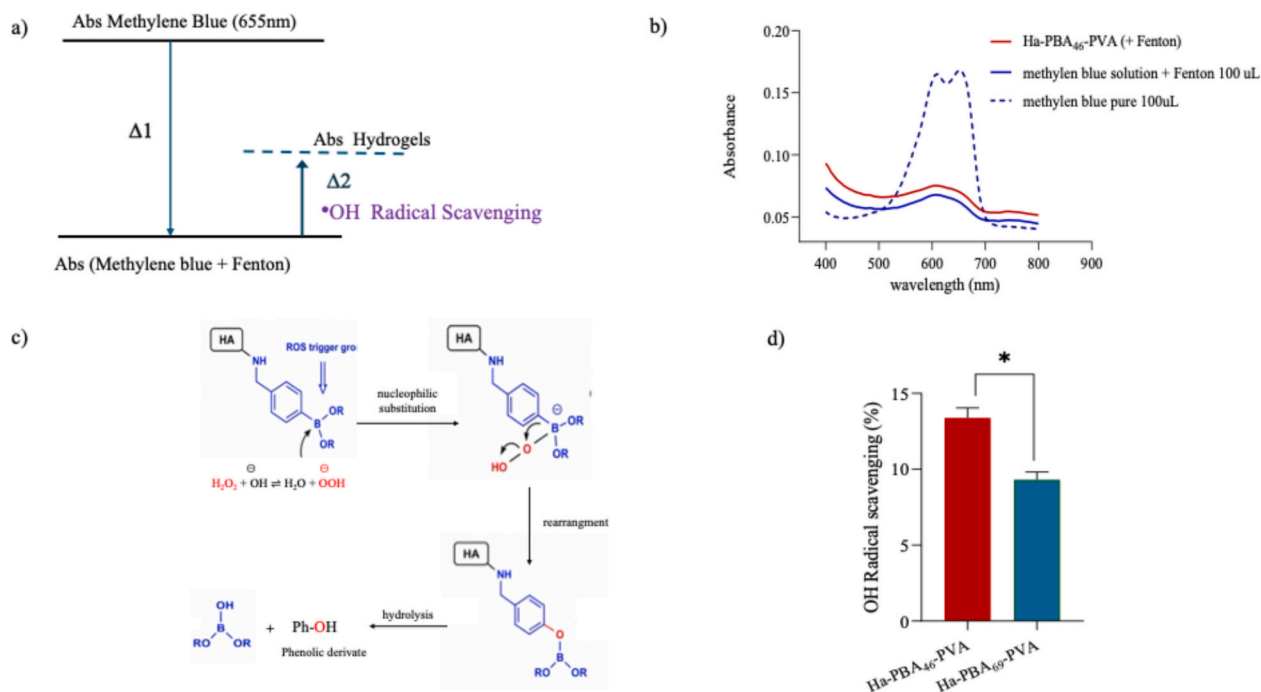 a)
Abs Methylene Blue (655nm)
Δ1
Abs Hydrogels
Δ2
•OH Radical Scavenging
Abs (Methylene blue + Fenton)
b)
Absorbance
0.20
0.15
0.10
0.05
400 500 600 700 800 900
wavelength (nm)
Ha-PBA46-PVA (+ Fenton)
methylen blue solution + Fenton 100 uL
methylen blue pure 100uL
c)
HA
NH
ROS trigger gro
B
OR
OR
⊖ ⊖
H2O2 + OH ⇌ H2O + OOH
nucleophilic
substitution
HA
NH
⊖
B
OR
OR
O
HO
rearrangment
HA
NH
O
B
RO OR
hydrolysis
OH
B
RO OR
+
Ph-OH
Phenolic derivate
d)
OH Radical scavenging (%)
15
10
5
0
*
Ha-PBA46-PVA
Ha-PBA69-PVA